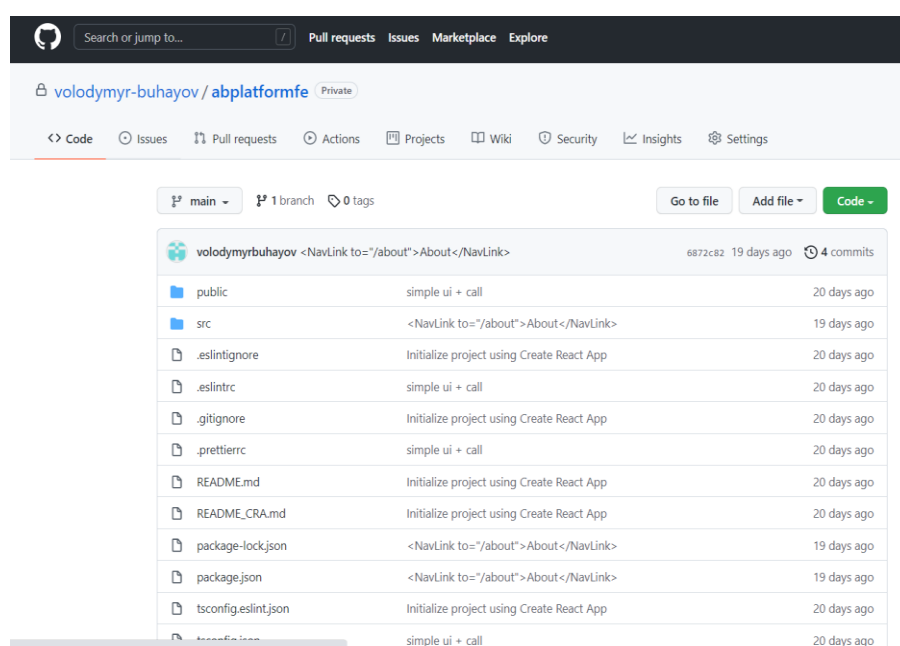 Search or jump to... / Pull requests Issues Marketplace Explore
volodymyr-buhayov / abplatformfe Private
<> Code Issues Pull requests Actions Projects Wiki Security Insights Settings
main 1 branch 0 tags Go to file Add file Code
volodymyrbuhayov <NavLink to="/about">About</NavLink> 6872c82 19 days ago 4 commits
public simple ui + call 20 days ago
src <NavLink to="/about">About</NavLink> 19 days ago
.eslintignore Initialize project using Create React App 20 days ago
.eslintrc simple ui + call 20 days ago
.gitignore Initialize project using Create React App 20 days ago
.prettierrc simple ui + call 20 days ago
README.md Initialize project using Create React App 20 days ago
README_CRA.md Initialize project using Create React App 20 days ago
package-lock.json <NavLink to="/about">About</NavLink> 19 days ago
package.json <NavLink to="/about">About</NavLink> 19 days ago
tsconfig.eslint.json Initialize project using Create React App 20 days ago
tsconfig.json simple ui + call 20 days ago